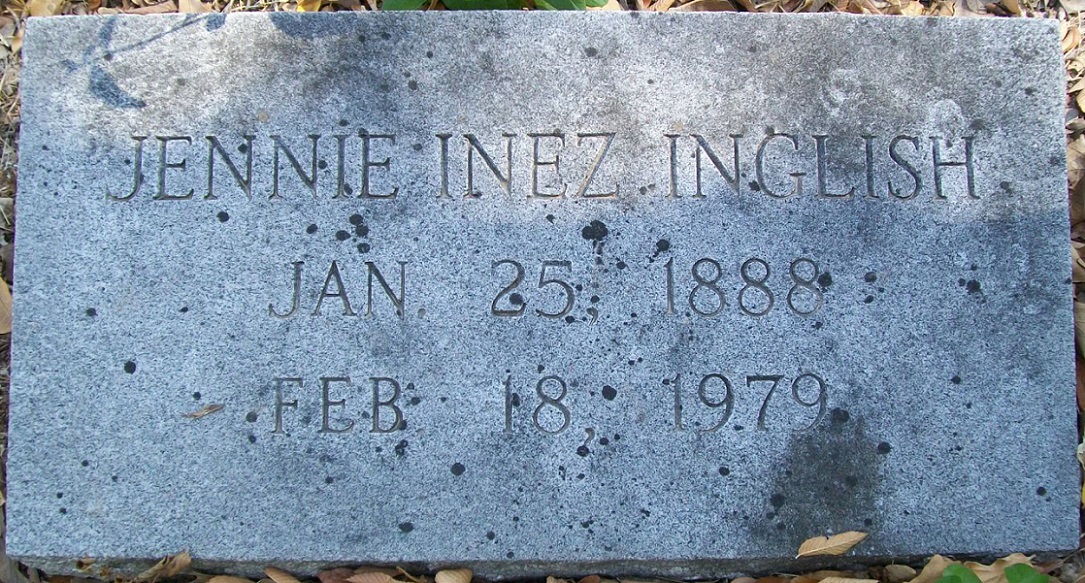 JENNIE INEZ INGLISH
JAN. 25, 1888
FEB. 18, 1979